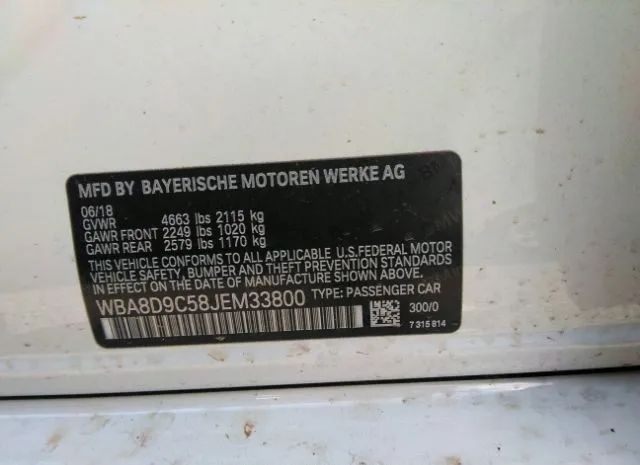 MFD BY BAYERISCHE MOTOREN WERKE AG
06/18
GVWR 4663 lbs 2115 kg
GAWR FRONT 2249 lbs 1020 kg
GAWR REAR 2579 lbs 1170 kg
THIS VEHICLE CONFORMS TO ALL APPLICABLE U.S.FEDERAL MOTOR
VEHICLE SAFETY, BUMPER AND THEFT PREVENTION STANDARDS
IN EFFECT ON THE DATE OF MANUFACTURE SHOWN ABOVE.
WBA8D9C58JEM33800 TYPE: PASSENGER CAR
300/0
7 315 814